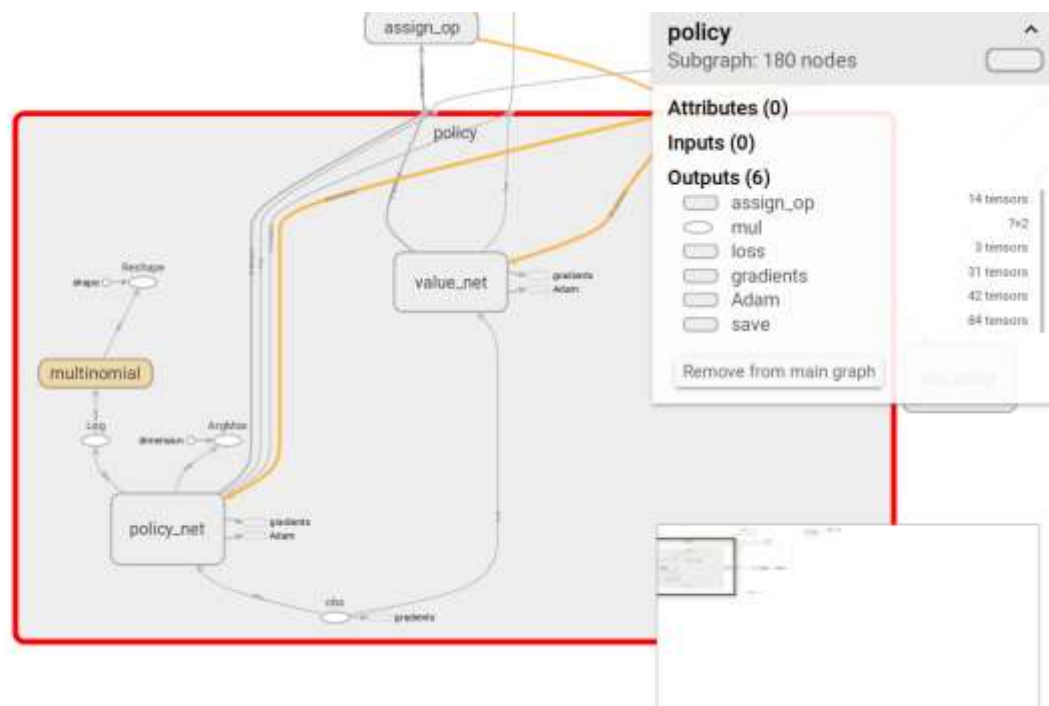 assign_op
policy
Subgraph: 180 nodes
Attributes (0)
Inputs (0)
Outputs (6)
assign_op 14 tensors
mul ?×2
loss 3 tensors
gradients 31 tensors
Adam 42 tensors
save 84 tensors
Remove from main graph
policy
value_net
gradients
Adam
Reshape
shape
multinomial
Log
ArgMax
dimension
policy_net
gradients
Adam
obs
gradients